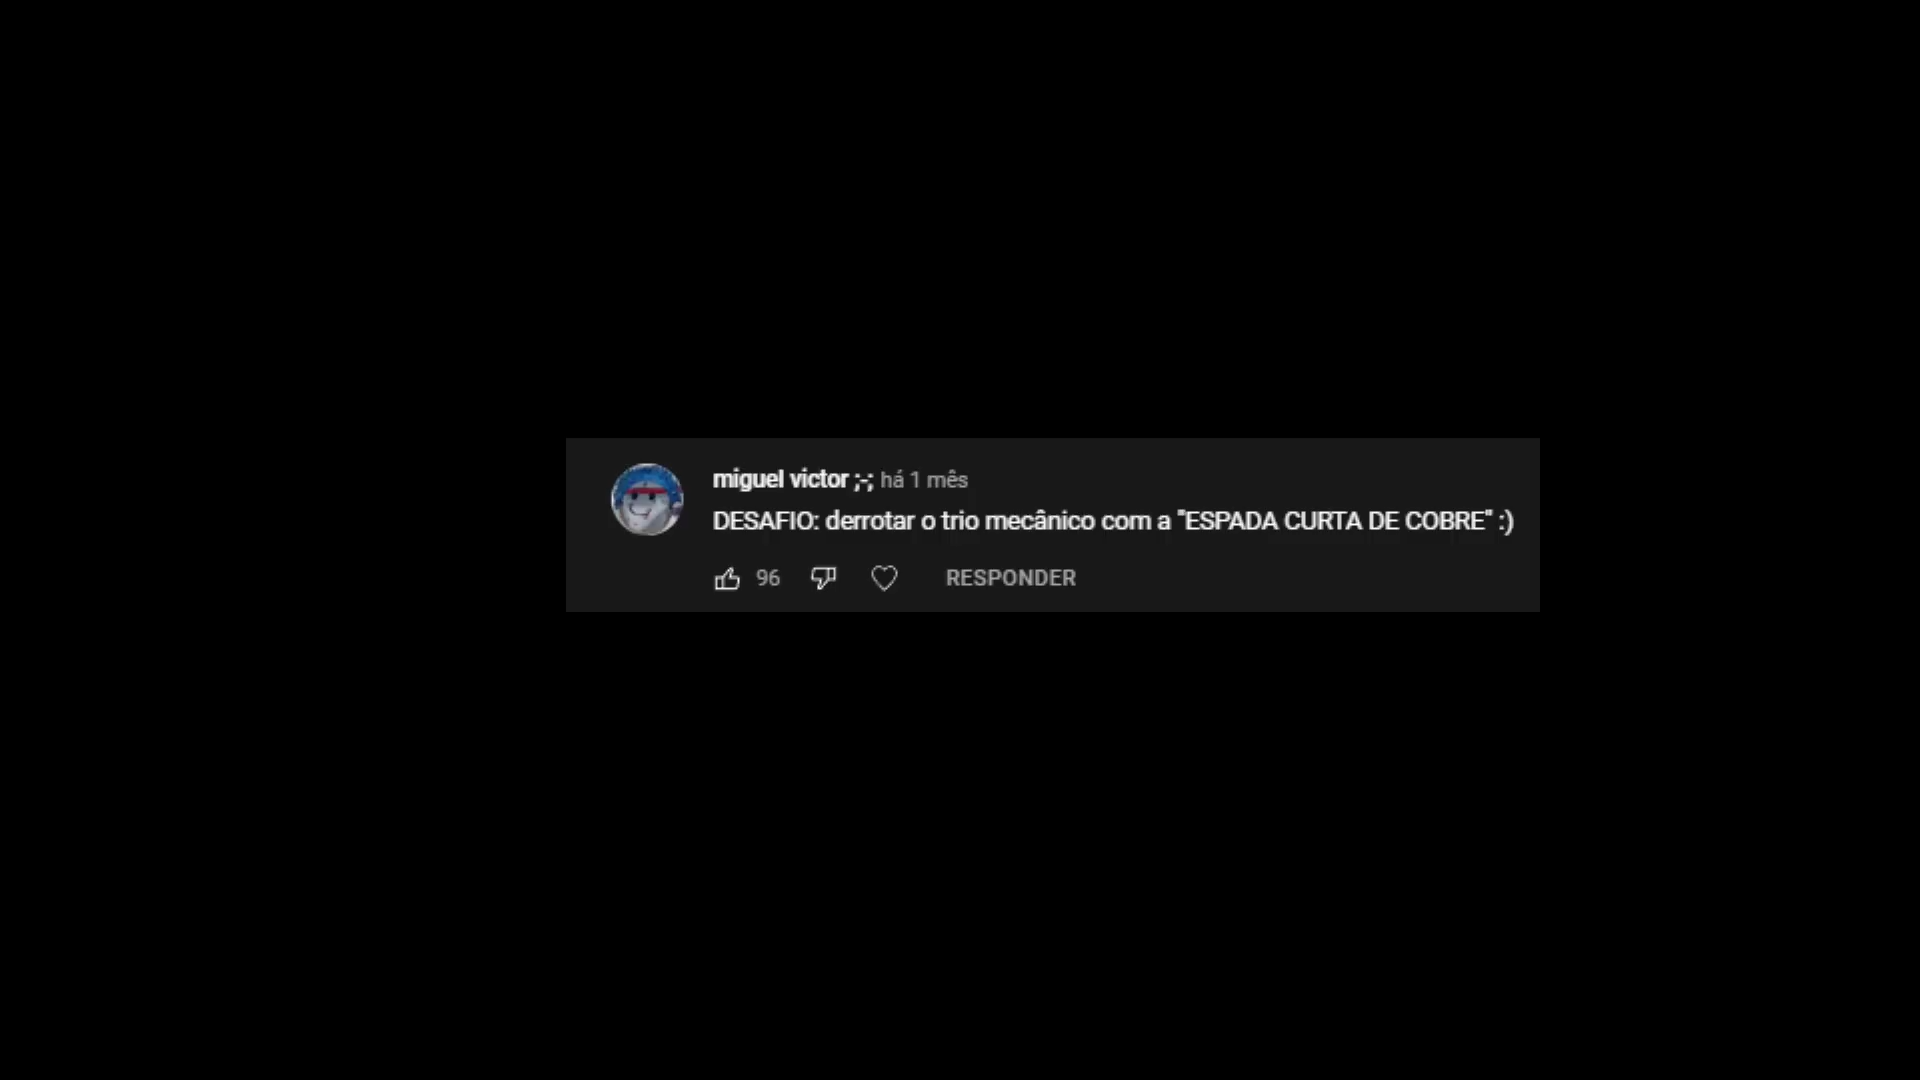 miguel victor ;-; há 1 mês
DESAFIO: derrotar o trio mecânico com a "ESPADA CURTA DE COBRE" :)
96 RESPONDER